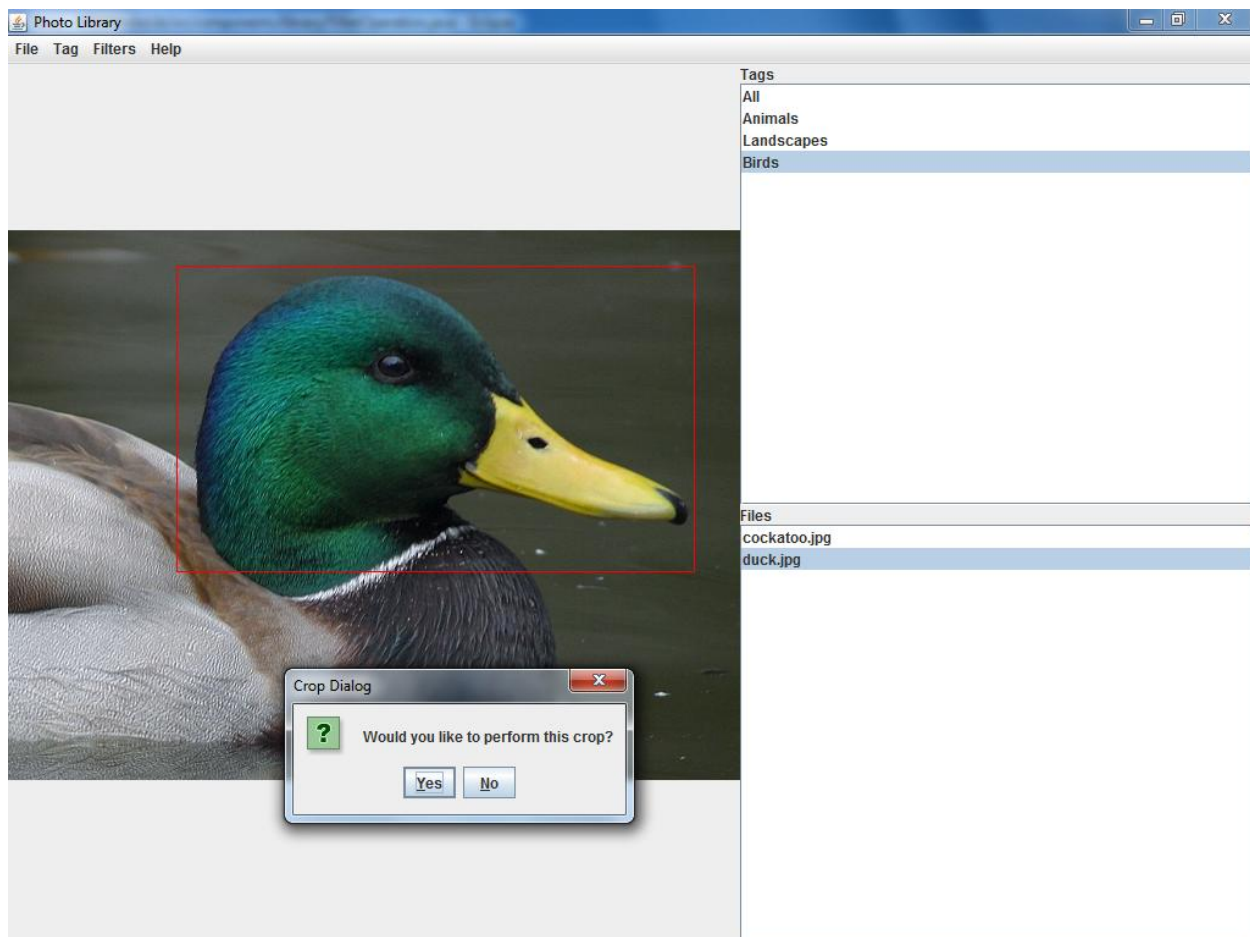 Photo Library
File Tag Filters Help
Tags
All
Animals
Landscapes
Birds
Files
cockatoo.jpg
duck.jpg
Crop Dialog
X
? Would you like to perform this crop?
Yes No